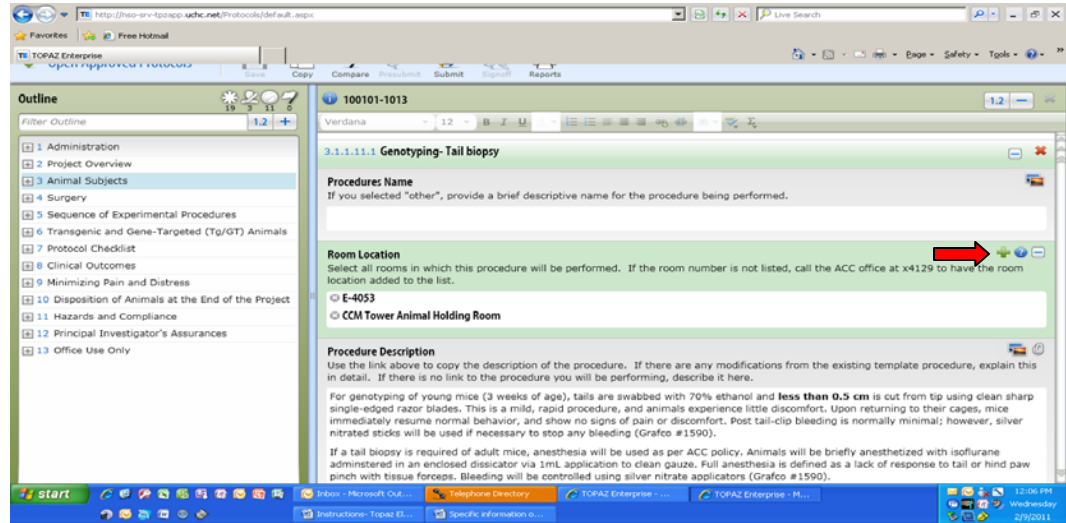 http://nso-srv-tpzapp.uchc.net/Protocols/default.aspx
Live Search
Favorites
Free Hotmail
TOPAZ Enterprise
Page
Safety
Tools
Open Approved Protocols
Save
Copy
Compare
Presubmit
Submit
Signoff
Reports
Outline
19 3 11 0
100101-1013
1.2
Filter Outline
1.2
Verdana
12
B I U
1 Administration
2 Project Overview
3 Animal Subjects
4 Surgery
5 Sequence of Experimental Procedures
6 Transgenic and Gene-Targeted (Tg/GT) Animals
7 Protocol Checklist
8 Clinical Outcomes
9 Minimizing Pain and Distress
10 Disposition of Animals at the End of the Project
11 Hazards and Compliance
12 Principal Investigator's Assurances
13 Office Use Only
3.1.1.11.1 Genotyping- Tail biopsy
Procedures Name
If you selected "other", provide a brief descriptive name for the procedure being performed.
Room Location
Select all rooms in which this procedure will be performed. If the room number is not listed, call the ACC office at x4129 to have the room
location added to the list.
E-4053
CCM Tower Animal Holding Room
Procedure Description
Use the link above to copy the description of the procedure. If there are any modifications from the existing template procedure, explain this
in detail. If there is no link to the procedure you will be performing, describe it here.
For genotyping of young mice (3 weeks of age), tails are swabbed with 70% ethanol and less than 0.5 cm is cut from tip using clean sharp
single-edged razor blades. This is a mild, rapid procedure, and animals experience little discomfort. Upon returning to their cages, mice
immediately resume normal behavior, and show no signs of pain or discomfort. Post tail-clip bleeding is normally minimal; however, silver
nitrated sticks will be used if necessary to stop any bleeding (Grafco #1590).
If a tail biopsy is required of adult mice, anesthesia will be used as per ACC policy. Animals will be briefly anesthetized with isoflurane
adminstered in an enclosed dissicator via 1mL application to clean gauze. Full anesthesia is defined as a lack of response to tail or hind paw
pinch with tissue forceps. Bleeding will be controlled using silver nitrate applicators (Grafco #1590).
start
Inbox - Microsoft Out...
Telephone Directory
TOPAZ Enterprise - ...
TOPAZ Enterprise - M...
Instructions- Topaz El...
Specific information o...
12:06 PM
Wednesday
2/9/2011